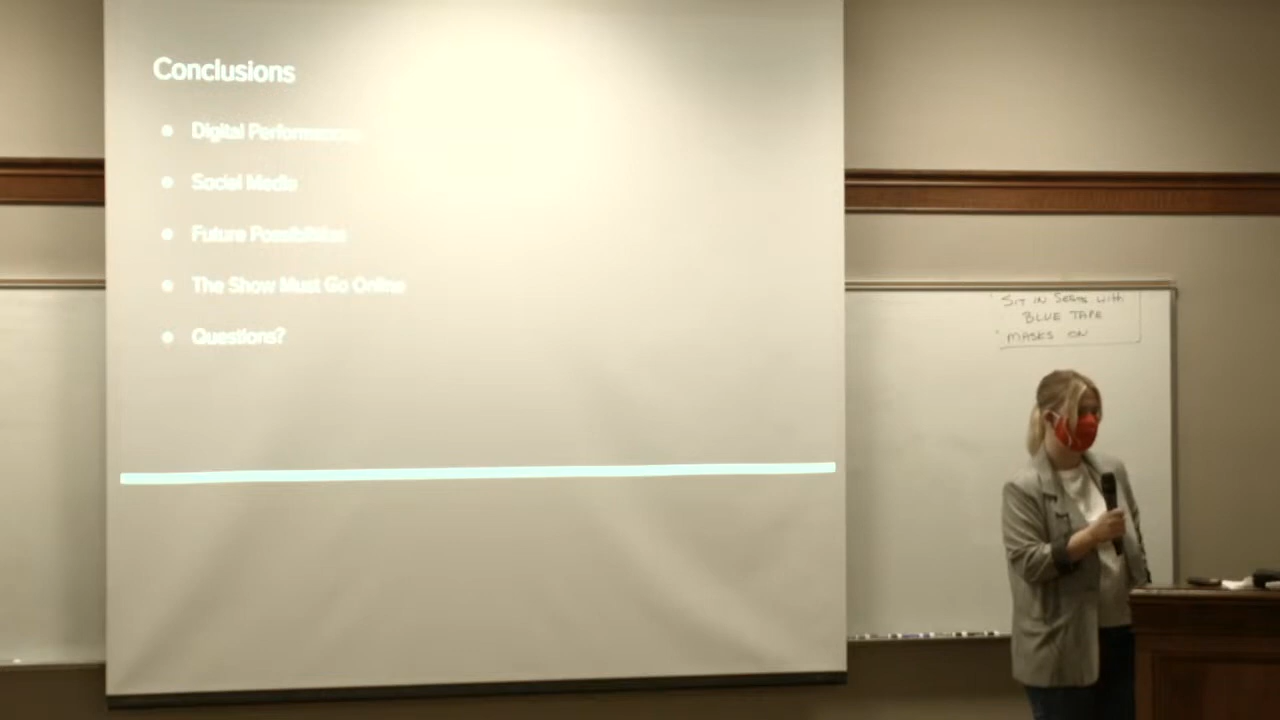 Conclusions
Digital Performance
Social Media
Future Possibilities
The Show Must Go Online
Questions?
SIT IN SEATS with
BLUE TAPE
MASKS ON